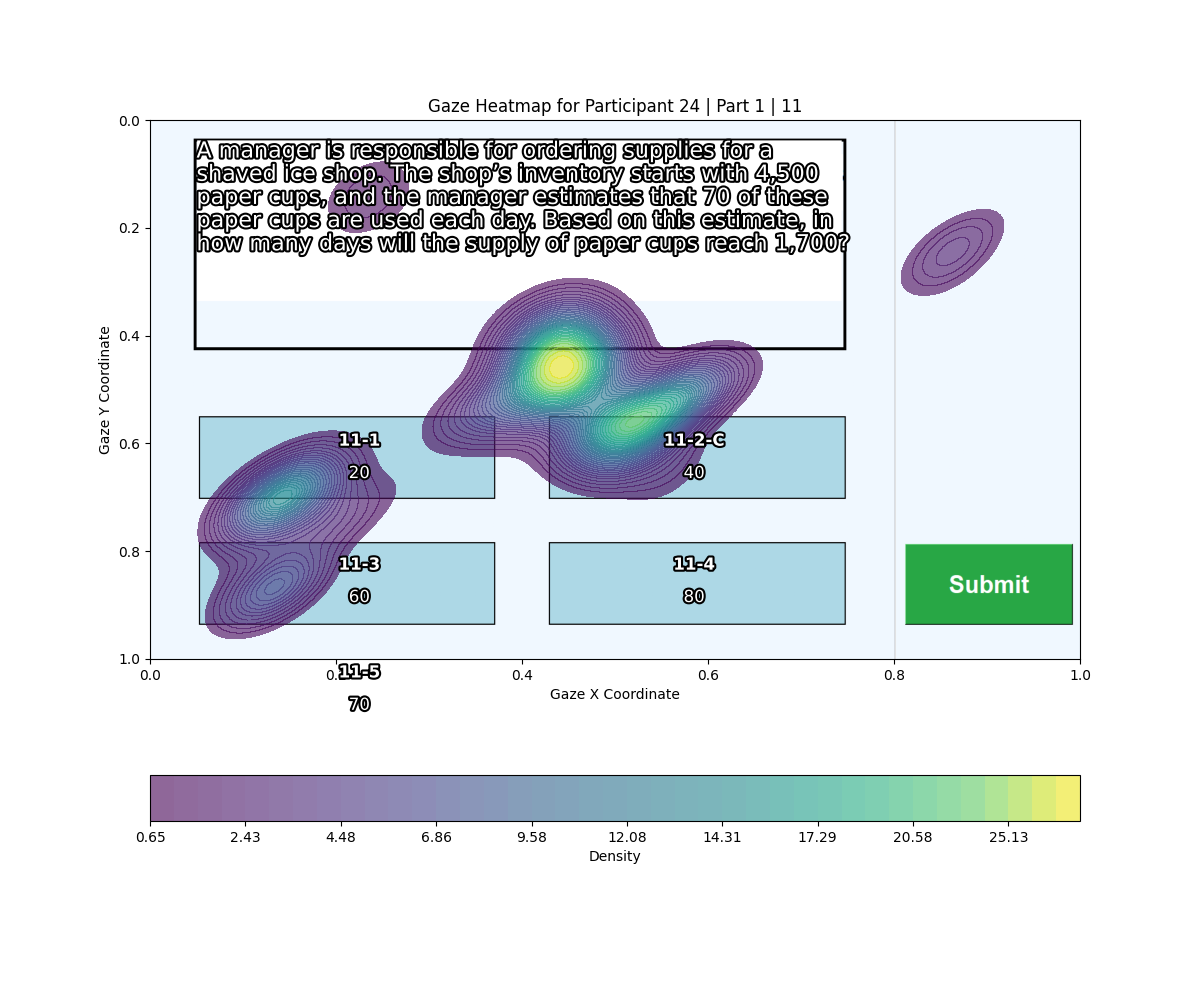 Gaze Heatmap for Participant 24 | Part 1 | 11
0.0
0.2
0.4
0.6
0.8
1.0
Gaze Y Coordinate
A manager is responsible for ordering supplies for a
shaved ice shop. The shop’s inventory starts with 4,500
paper cups, and the manager estimates that 70 of these
paper cups are used each day. Based on this estimate, in
how many days will the supply of paper cups reach 1,700?
11-1
20
11-2-C
40
11-3
60
11-4
80
Submit
11-5
70
0.0 0.2 0.4 0.6 0.8 1.0
Gaze X Coordinate
0.65 2.43 4.48 6.86 9.58 12.08 14.31 17.29 20.58 25.13
Density